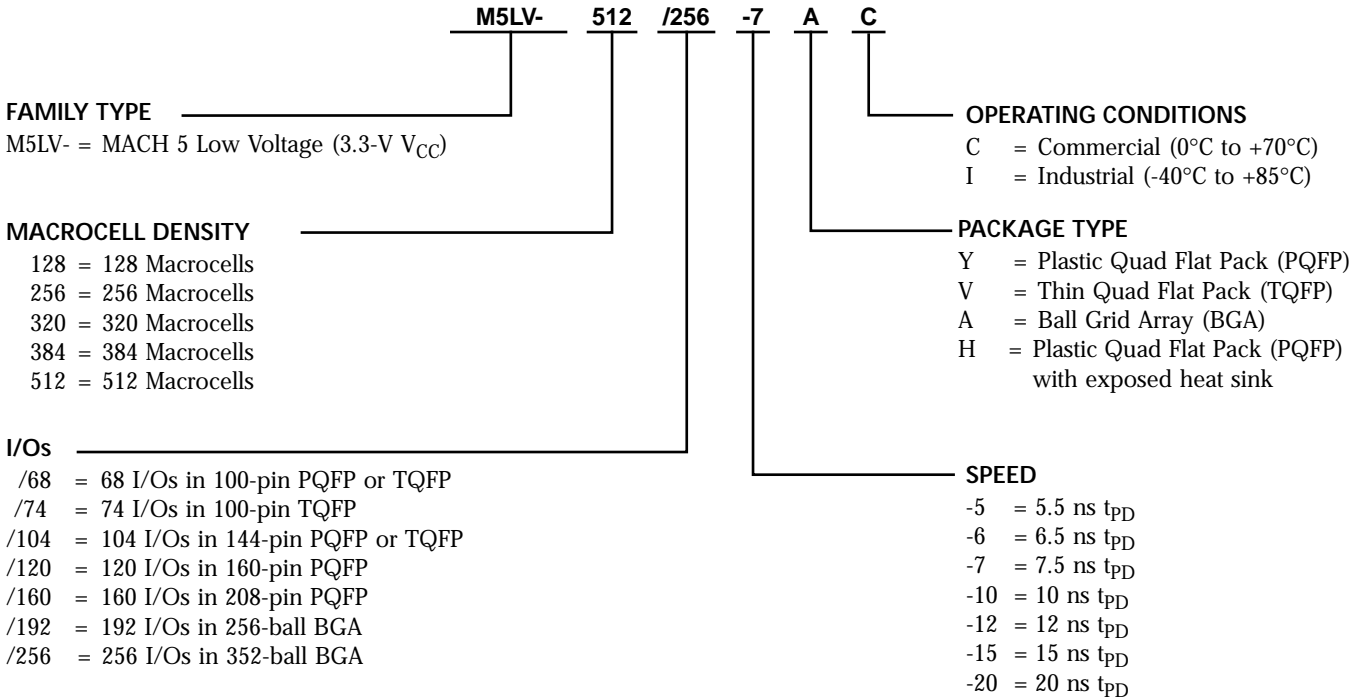 M5LV- 512 /256 -7 A C
FAMILY TYPE
M5LV- = MACH 5 Low Voltage (3.3-V VCC)
MACROCELL DENSITY
128 = 128 Macrocells
256 = 256 Macrocells
320 = 320 Macrocells
384 = 384 Macrocells
512 = 512 Macrocells
I/Os
/68 = 68 I/Os in 100-pin PQFP or TQFP
/74 = 74 I/Os in 100-pin TQFP
/104 = 104 I/Os in 144-pin PQFP or TQFP
/120 = 120 I/Os in 160-pin PQFP
/160 = 160 I/Os in 208-pin PQFP
/192 = 192 I/Os in 256-ball BGA
/256 = 256 I/Os in 352-ball BGA
OPERATING CONDITIONS
C = Commercial (0°C to +70°C)
I = Industrial (-40°C to +85°C)
PACKAGE TYPE
Y = Plastic Quad Flat Pack (PQFP)
V = Thin Quad Flat Pack (TQFP)
A = Ball Grid Array (BGA)
H = Plastic Quad Flat Pack (PQFP)
with exposed heat sink
SPEED
-5 = 5.5 ns tPD
-6 = 6.5 ns tPD
-7 = 7.5 ns tPD
-10 = 10 ns tPD
-12 = 12 ns tPD
-15 = 15 ns tPD
-20 = 20 ns tPD